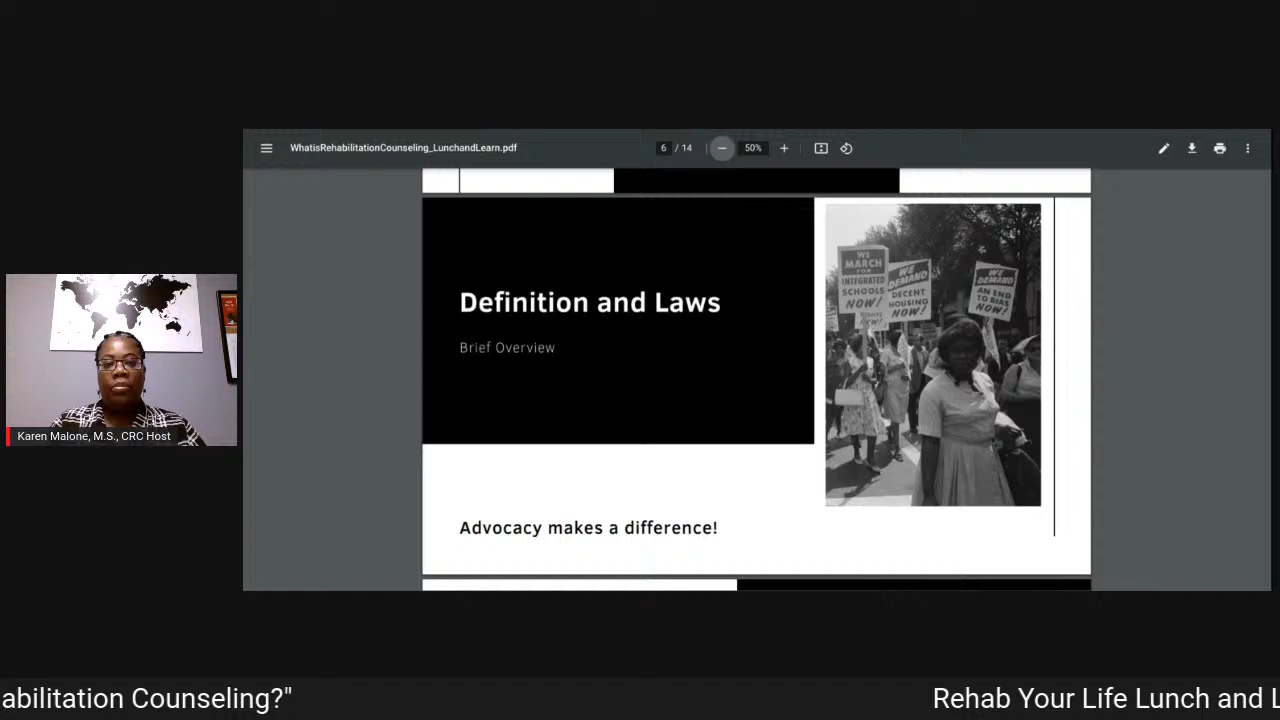 WhatisRehabilitationCounseling_LunchandLearn.pdf
6 / 14
50%
Definition and Laws
Brief Overview
WE
MARCH
FOR
INTEGRATED
SCHOOLS
NOW!
WE
DEMAND
DECENT
HOUSING
NOW!
WE
DEMAND
AN END
TO BIAS
NOW!
RIGHTS
NOW!
Advocacy makes a difference!
Karen Malone, M.S., CRC Host
abilitation Counseling?"
Rehab Your Life Lunch and L